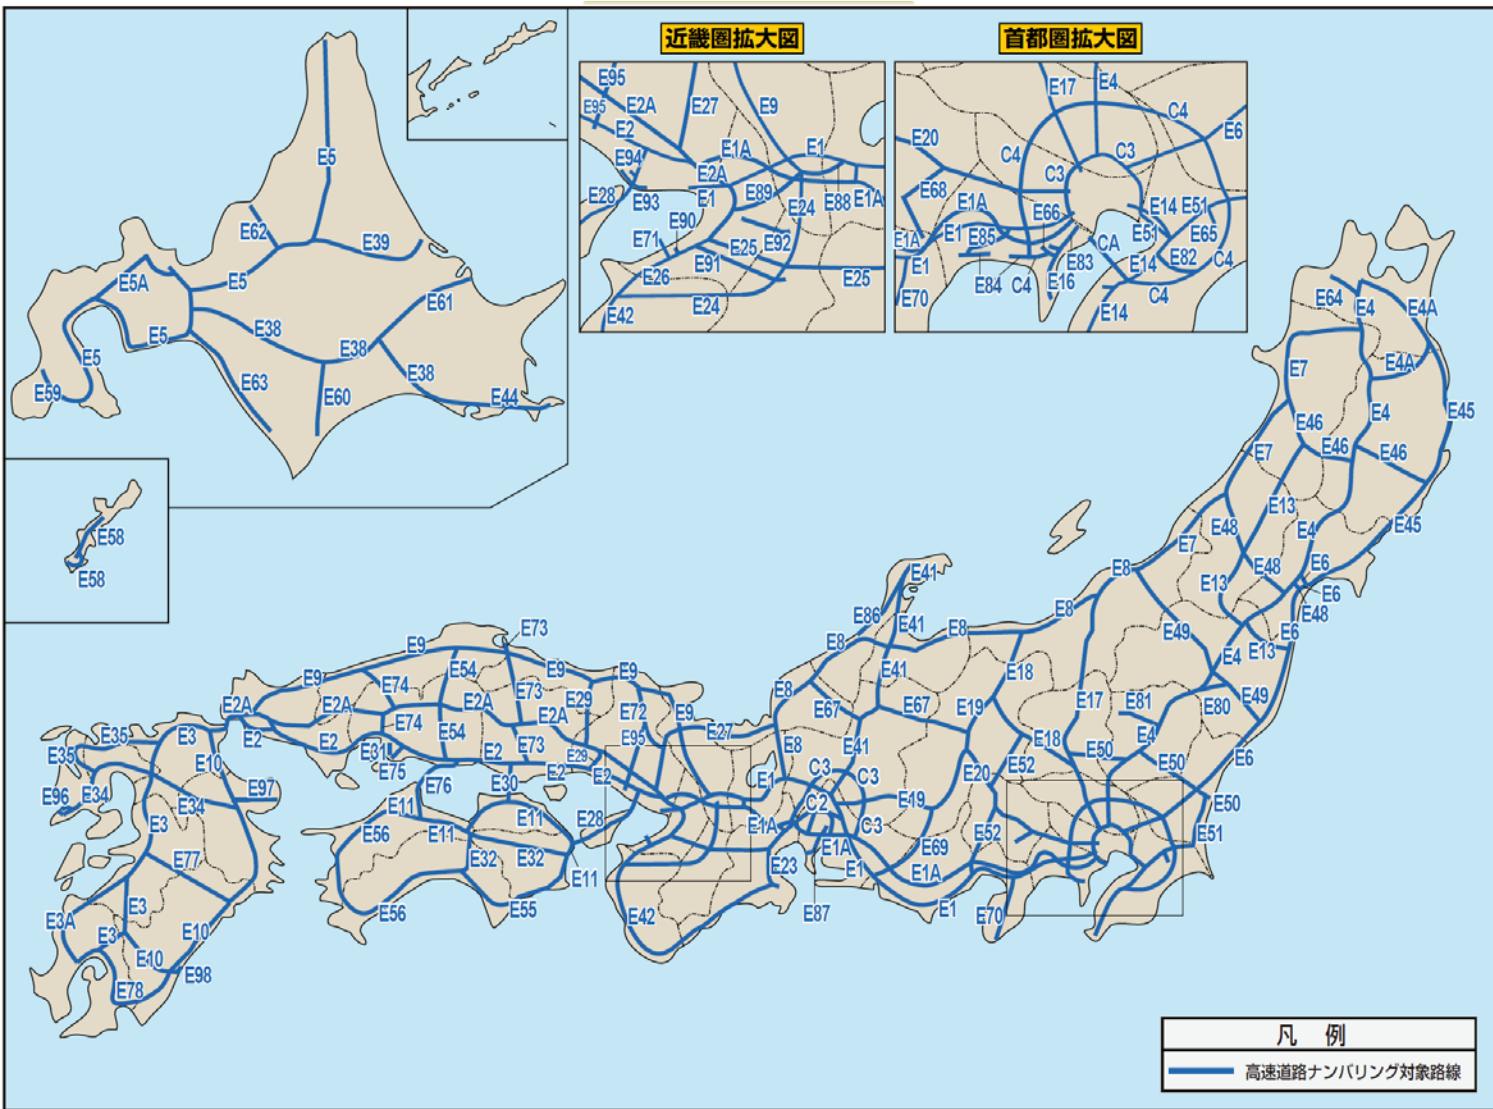 近畿圏拡大図
首都圏拡大図
E5
E62
E39
E5A
E5
E61
E38
E5
E5
E38
E59
E63
E60
E38
E44
E58
E58
E95
E95
E2A
E27
E9
E2
E1A
E1
E94
E2A
E28
E93
E1
E89
E88
E1A
E24
E90
E71
E25
E92
E91
E26
E25
E24
E42
E17
E4
C4
E6
E20
C4
C3
C3
E68
E1A
E66
E14
E51
E1A
E1
E85
E51
E65
CA
E1
E83
E14
E82
C4
E70
E84
C4
E16
C4
E14
E64
E4
E4A
E7
E4A
E4
E45
E46
E7
E46
E46
E13
E48
E4
E45
E7
E48
E6
E13
E6
E48
E8
E41
E86
E41
E8
E8
E8
E49
E6
E13
E4
E41
E18
E73
E9
E54
E9
E9
E9
E74
E73
E29
E2A
E2A
E2A
E2A
E72
E9
E8
E67
E67
E19
E17
E81
E80
E49
E74
E54
E27
E2
E2
E31
E2
E73
E29
E95
E8
E41
E18
E50
E4
E50
E6
E35
E3
E35
E10
E75
E76
E30
E2
E2
E1
C3
C3
E20
E52
E96
E34
E34
E97
E11
E11
E28
C2
E19
E50
E3
E56
E11
E1A
C3
E52
E51
E77
E32
E32
E1A
E69
E11
E23
E1
E1A
E3A
E3
E56
E55
E42
E87
E1
E70
E3
E10
E10
E98
E78
凡 例
高速道路ナンバリング対象路線